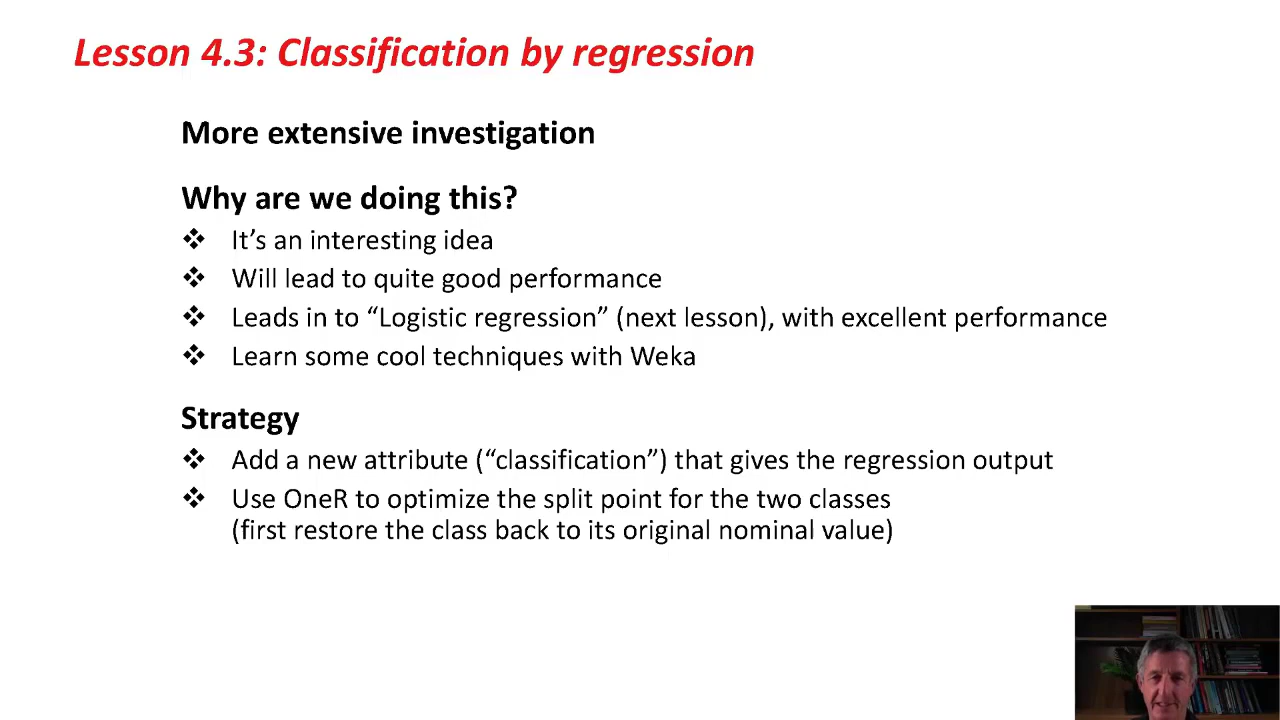 Lesson 4.3: Classification by regression
More extensive investigation
Why are we doing this?
❖ It’s an interesting idea
❖ Will lead to quite good performance
❖ Leads in to “Logistic regression” (next lesson), with excellent performance
❖ Learn some cool techniques with Weka
Strategy
❖ Add a new attribute (“classification”) that gives the regression output
❖ Use OneR to optimize the split point for the two classes
(first restore the class back to its original nominal value)